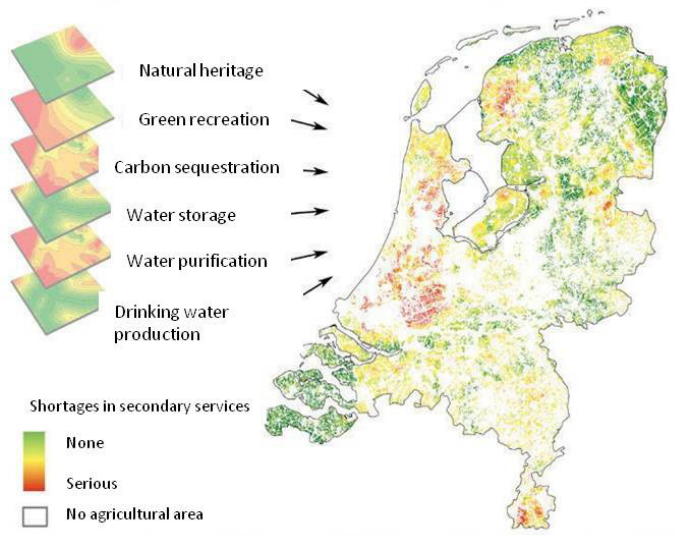 Natural heritage
Green recreation
Carbon sequestration
Water storage
Water purification
Drinking water
production
Shortages in secondary services
None
Serious
No agricultural area